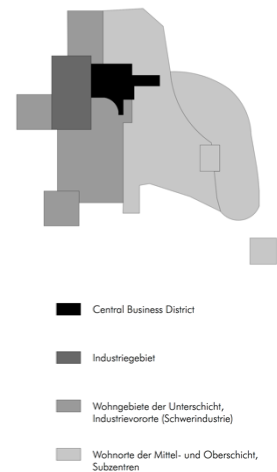 Central Business District
Industriegebiet
Wohngebiete der Unterschicht,
Industrievororte (Schwerindustrie)
Wohnorte der Mittel- und Oberschicht,
Subzentren